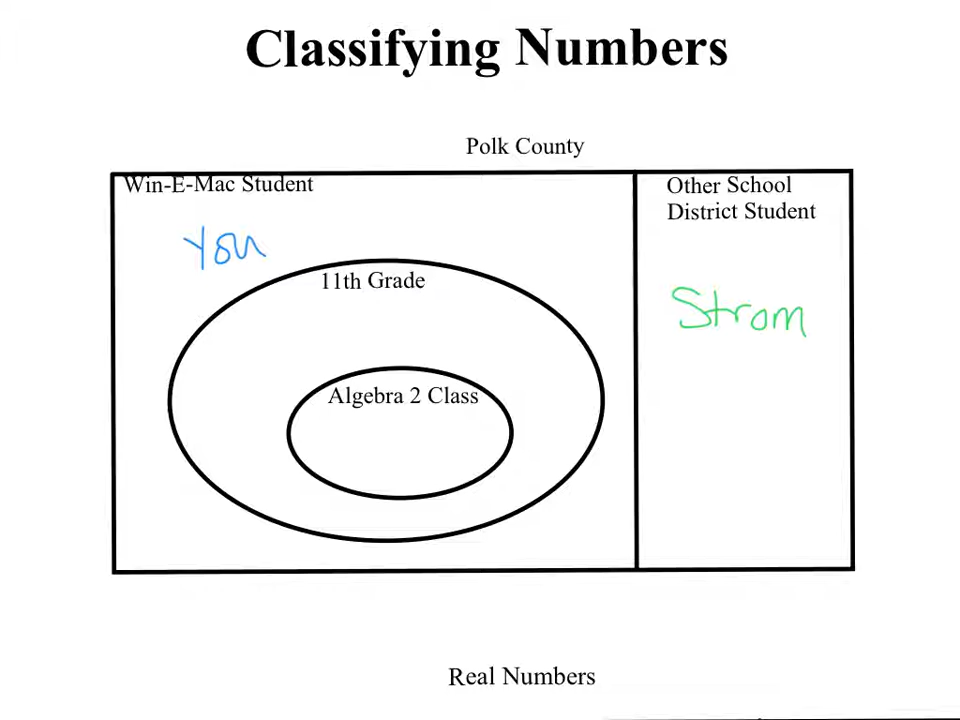 Classifying Numbers
Polk County
Win-E-Mac Student
Other School
District Student
You
11th Grade
Strom
Algebra 2 Class
Real Numbers